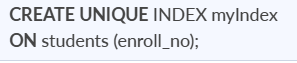 CREATE UNIQUE INDEX myIndex
ON students (enroll_no);